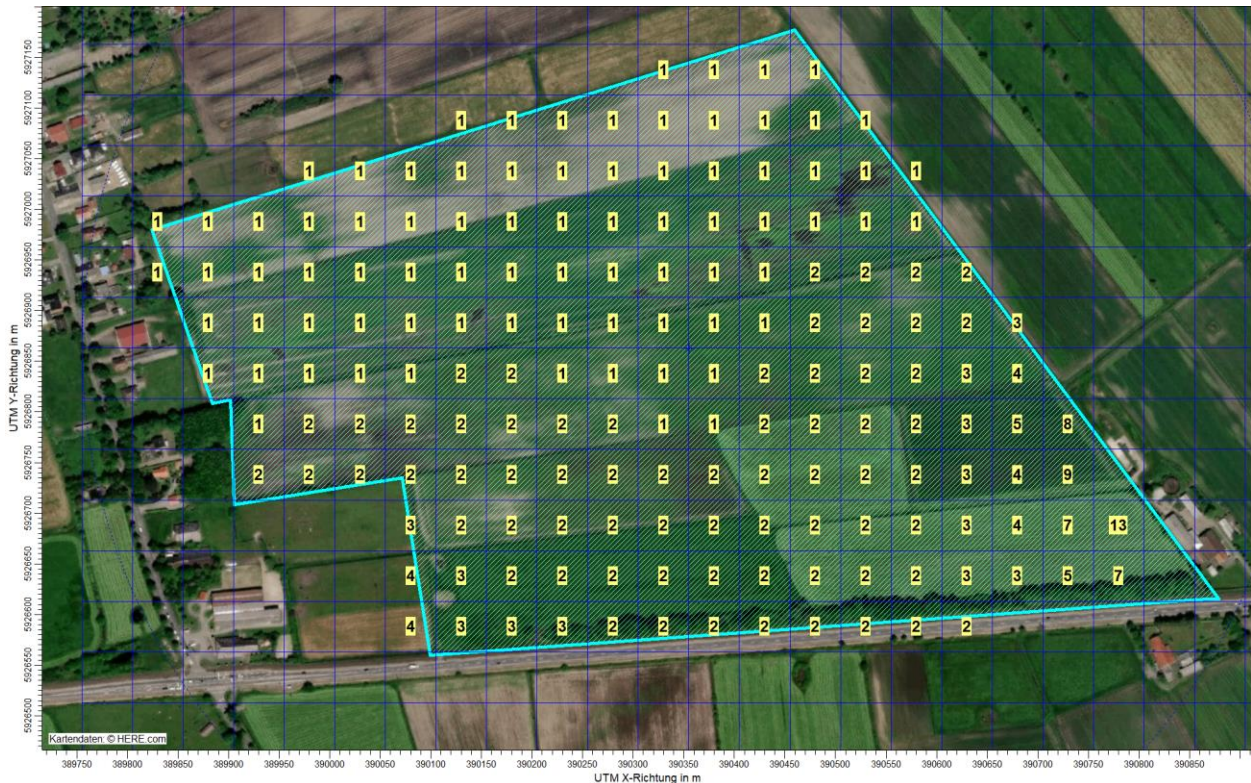 UTM Y-Richtung in m
5927150
5927100
5927050
5927000
5926950
5926900
5926850
5926800
5926750
5926700
5926650
5926600
5926550
5926500
1 1 1 1
1 1 1 1 1 1 1 1 1
1 1 1 1 1 1 1 1 1 1 1 1 1
1 1 1 1 1 1 1 1 1 1 1 1 1 1 1 1
1 1 1 1 1 1 1 1 1 1 1 1 1 2 2 2 2
1 1 1 1 1 1 1 1 1 1 1 1 2 2 2 2 3
1 1 1 1 1 2 2 1 1 1 1 2 2 2 2 3 4
1 2 2 2 2 2 2 2 1 1 2 2 2 2 3 5 8
2 2 2 2 2 2 2 2 2 2 2 2 2 2 3 4 9
3 2 2 2 2 2 2 2 2 2 2 3 4 7 13
4 3 2 2 2 2 2 2 2 2 2 3 3 5 7
4 3 3 3 2 2 2 2 2 2 2 2
Kartendaten: © HERE.com
389750 389800 389850 389900 389950 390000 390050 390100 390150 390200 390250 390300 390350 390400 390450 390500 390550 390600 390650 390700 390750 390800 390850
UTM X-Richtung in m